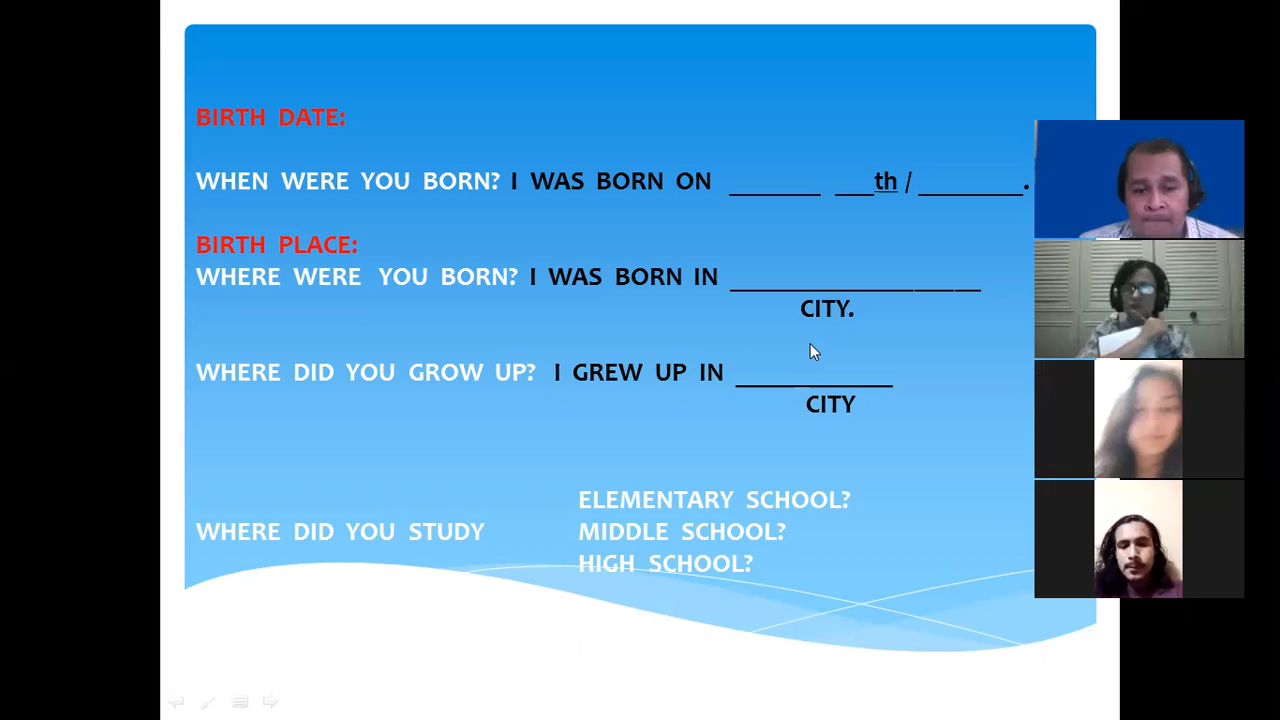 BIRTH DATE:
WHEN WERE YOU BORN? I WAS BORN ON _______ ___th / ________.
BIRTH PLACE:
WHERE WERE YOU BORN? I WAS BORN IN ___________________
CITY.
WHERE DID YOU GROW UP? I GREW UP IN ____________
CITY
ELEMENTARY SCHOOL?
WHERE DID YOU STUDY MIDDLE SCHOOL?
HIGH SCHOOL?